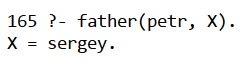 165 ?- father(petr, X).
X = sergey.